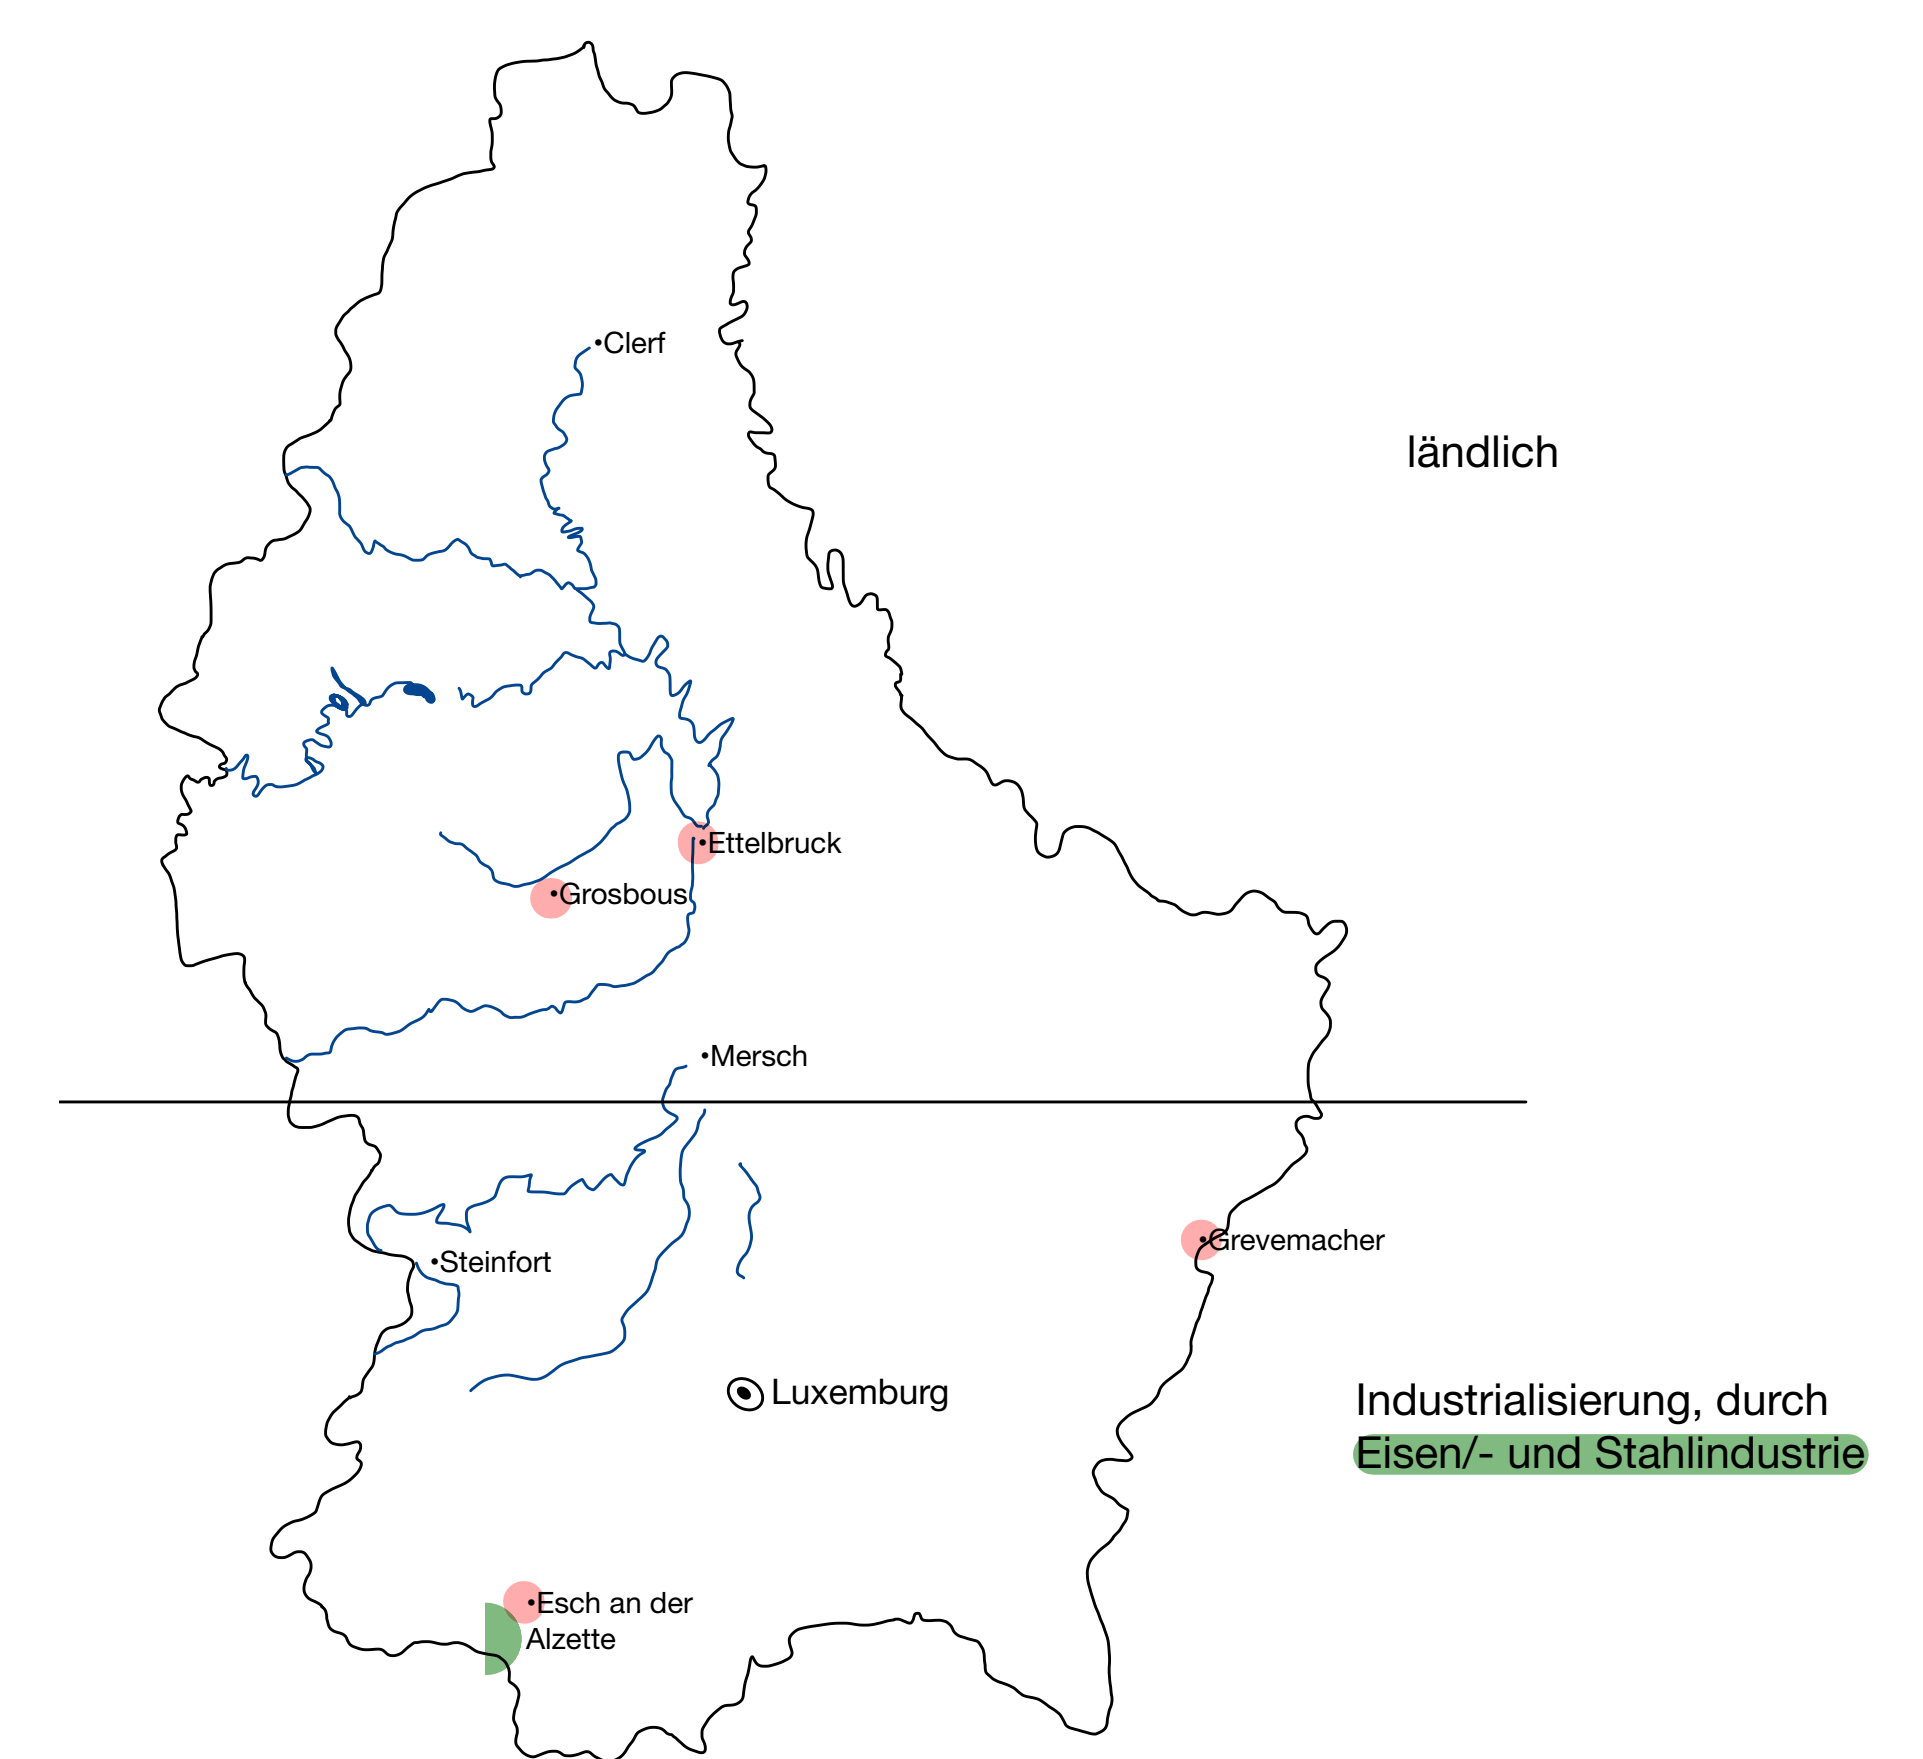 Clerf
ländlich
Ettelbruck
Grosbous
Mersch
Grevemacher
Steinfort
Luxemburg
Industrialisierung, durch
Eisen/- und Stahlindustrie
Esch an der
Alzette